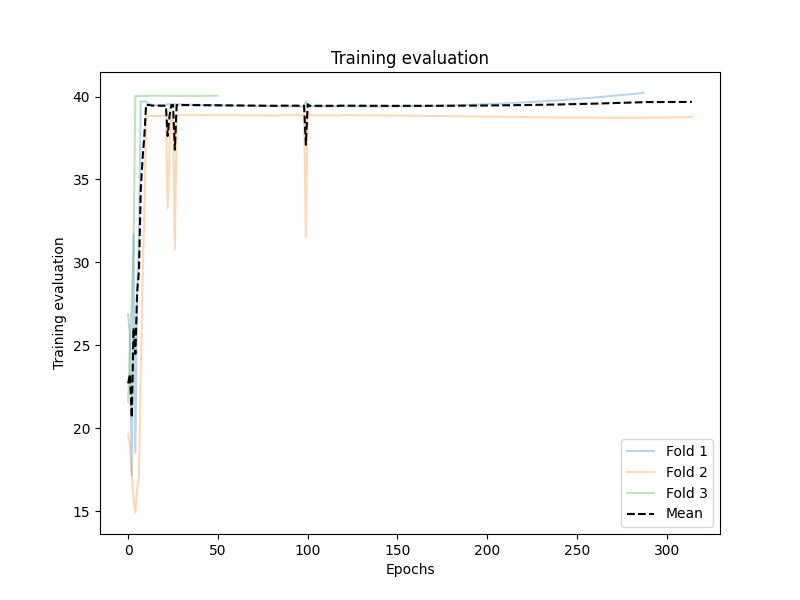 Training evaluation
Training evaluation
40
35
30
25
20
15
0 50 100 150 200 250 300
Epochs
Fold 1
Fold 2
Fold 3
Mean